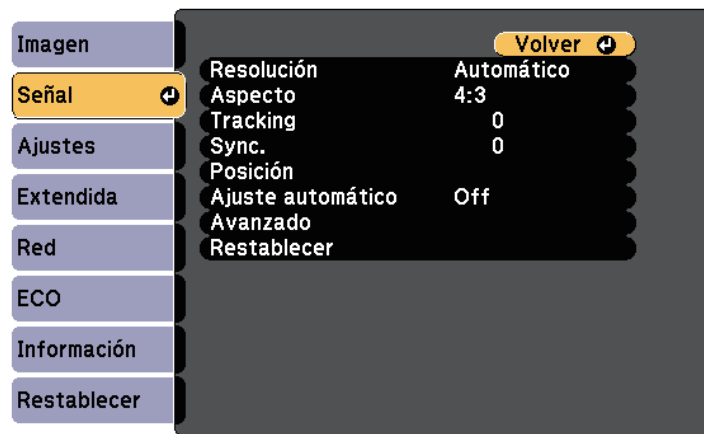 Imagen
Señal
Ajustes
Extendida
Red
ECO
Información
Restablecer
Volver
Resolución Automático
Aspecto 4:3
Tracking 0
Sync. 0
Posición
Ajuste automático Off
Avanzado
Restablecer